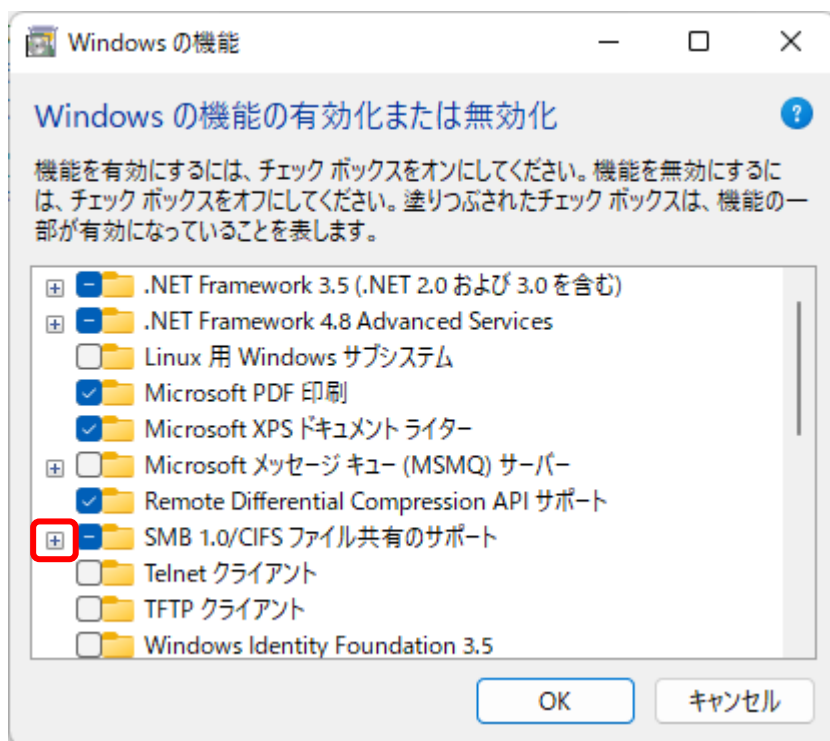 Windows の機能
Windows の機能の有効化または無効化
機能を有効にするには、チェック ボックスをオンにしてください。機能を無効にするに
は、チェック ボックスをオフにしてください。塗りつぶされたチェック ボックスは、機能の一
部が有効になっていることを表します。
.NET Framework 3.5 (.NET 2.0 および 3.0 を含む)
.NET Framework 4.8 Advanced Services
Linux 用 Windows サブシステム
Microsoft PDF 印刷
Microsoft XPS ドキュメント ライター
Microsoft メッセージ キュー (MSMQ) サーバー
Remote Differential Compression API サポート
SMB 1.0/CIFS ファイル共有のサポート
Telnet クライアント
TFTP クライアント
Windows Identity Foundation 3.5
OK
キャンセル